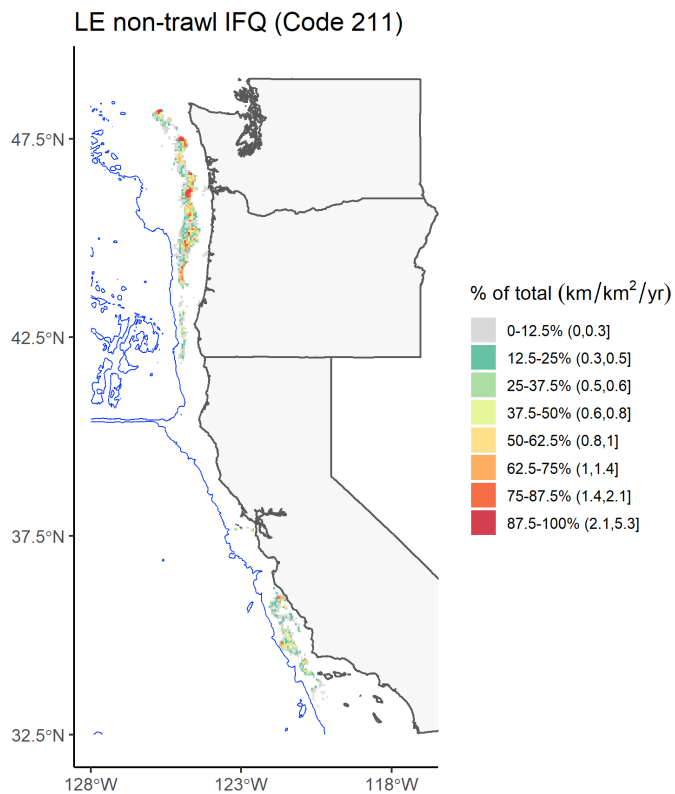 LE non-trawl IFQ (Code 211)
47.5°N
42.5°N
37.5°N
32.5°N
128°W
123°W
118°W
% of total (km/km²/yr)
0-12.5% (0,0.3]
12.5-25% (0.3,0.5]
25-37.5% (0.5,0.6]
37.5-50% (0.6,0.8]
50-62.5% (0.8,1]
62.5-75% (1,1.4]
75-87.5% (1.4,2.1]
87.5-100% (2.1,5.3]